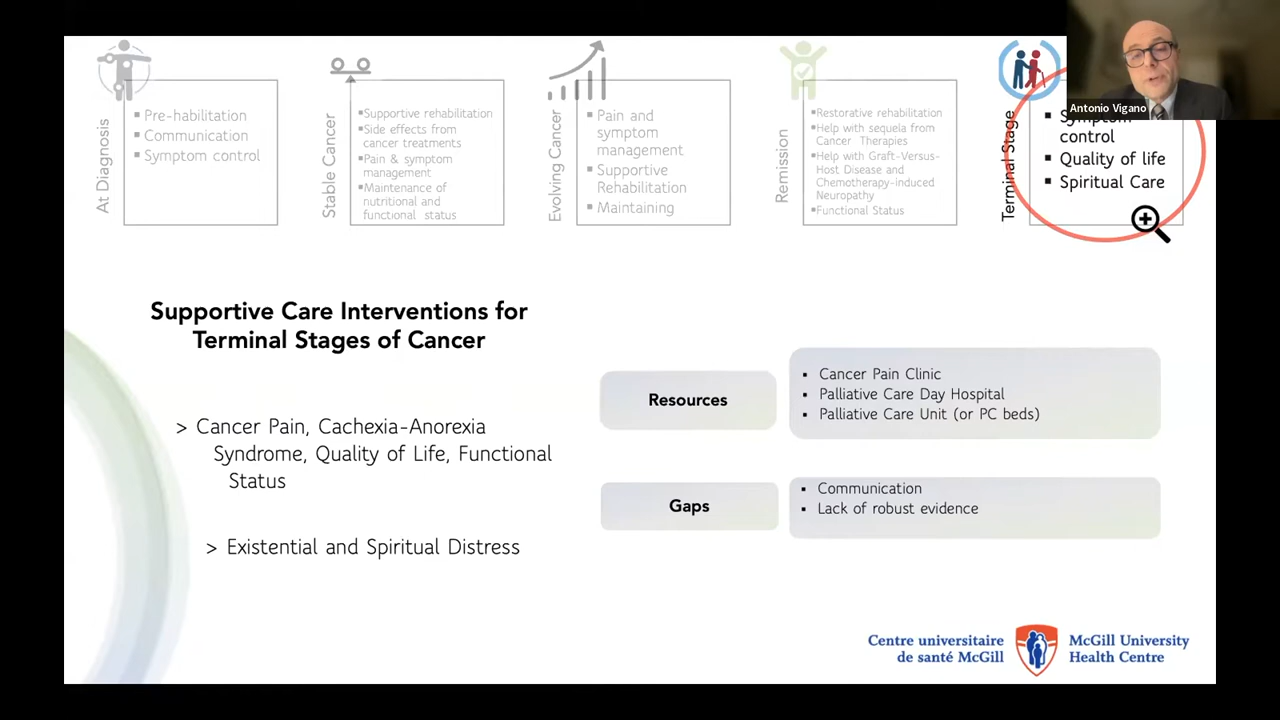 At Diagnosis
▪ Pre-habilitation
▪ Communication
▪ Symptom control
Stable Cancer
▪ Supportive rehabilitation
▪ Side effects from
cancer treatments
▪ Pain & symptom
management
▪ Maintenance of
nutritional and
functional status
Evolving Cancer
▪ Pain and
symptom
management
▪ Supportive
Rehabilitation
▪ Maintaining
Remission
▪ Restorative rehabilitation
▪ Help with sequela from
Cancer Therapies
▪ Help with Graft-Versus-
Host Disease and
Chemotherapy-induced
Neuropathy
▪ Functional Status
Terminal Stage
▪ Symptom
control
▪ Quality of life
▪ Spiritual Care
Antonio Vigano
Supportive Care Interventions for
Terminal Stages of Cancer
> Cancer Pain, Cachexia-Anorexia
Syndrome, Quality of Life, Functional
Status
> Existential and Spiritual Distress
Resources
▪ Cancer Pain Clinic
▪ Palliative Care Day Hospital
▪ Palliative Care Unit (or PC beds)
Gaps
▪ Communication
▪ Lack of robust evidence
Centre universitaire
de santé McGill
McGill University
Health Centre